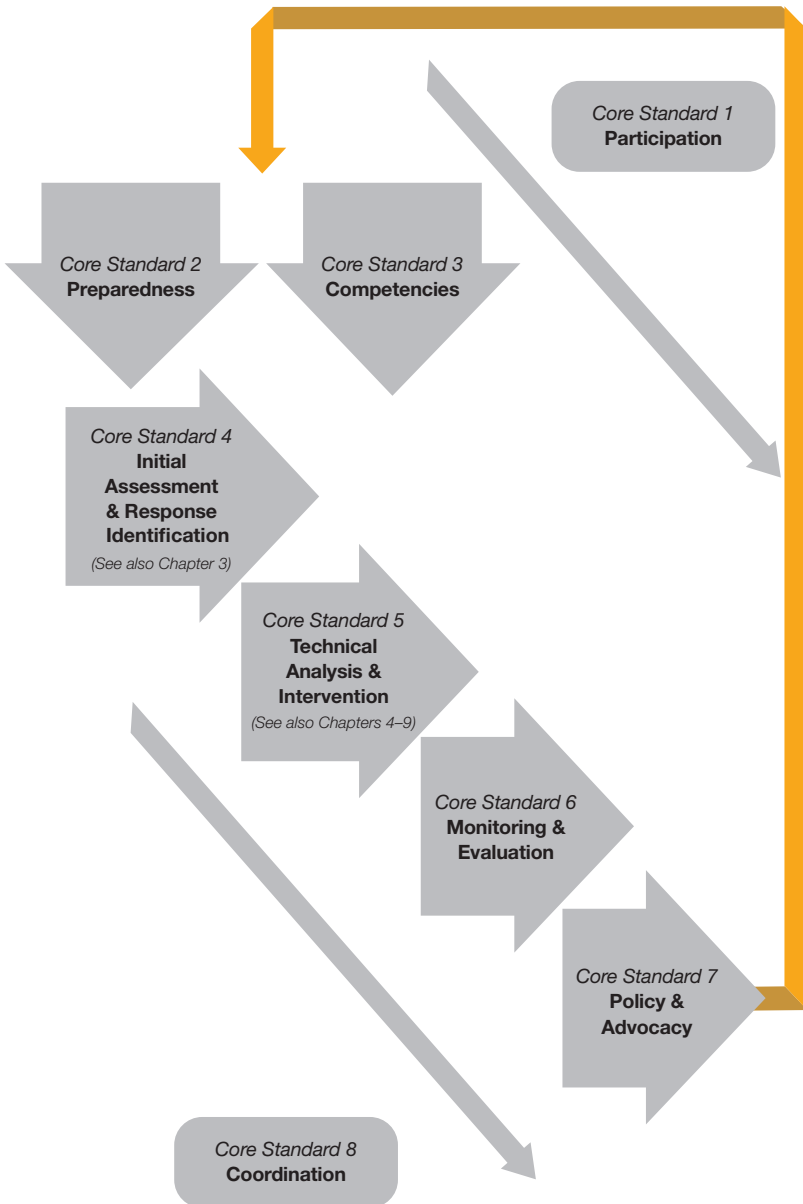 Core Standard 1
Participation
Core Standard 2
Preparedness
Core Standard 3
Competencies
Core Standard 4
Initial
Assessment
& Response
Identification
(See also Chapter 3)
Core Standard 5
Technical
Analysis &
Intervention
(See also Chapters 4–9)
Core Standard 6
Monitoring &
Evaluation
Core Standard 7
Policy &
Advocacy
Core Standard 8
Coordination